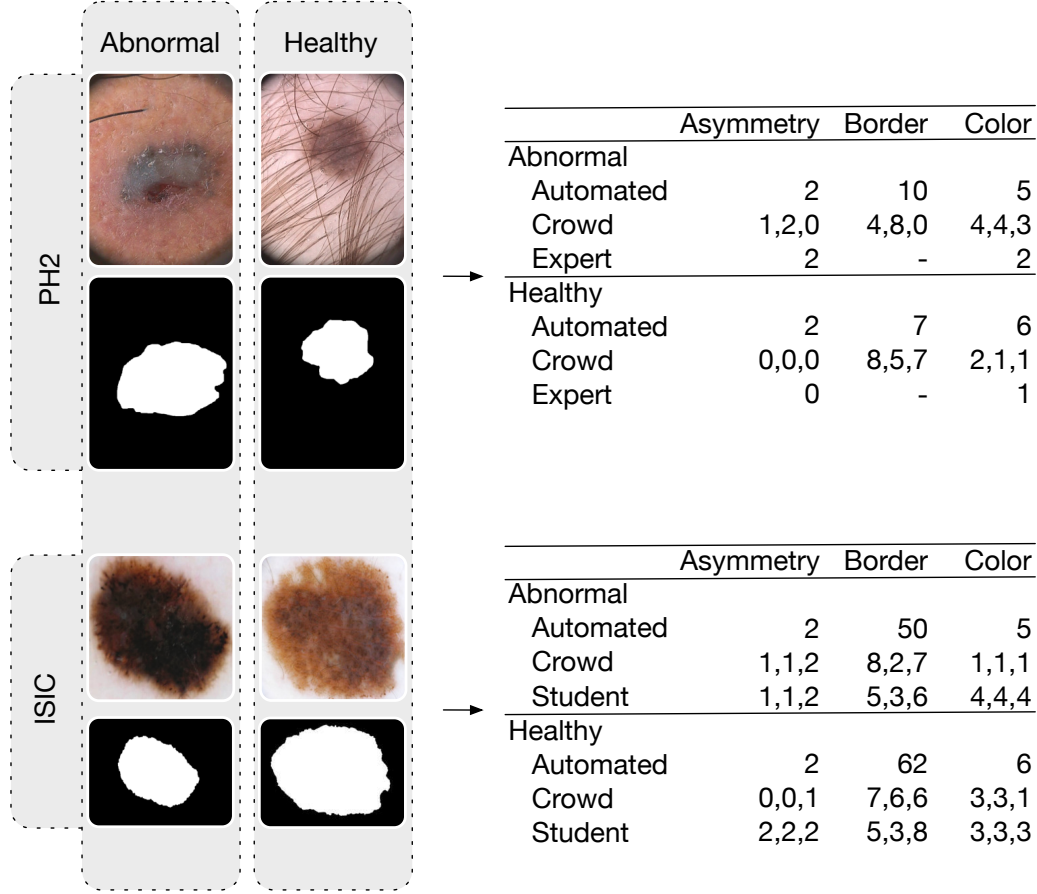 Abnormal Healthy
PH2
Asymmetry Border Color
Abnormal
Automated 2 10 5
Crowd 1,2,0 4,8,0 4,4,3
Expert 2 - 2
Healthy
Automated 2 7 6
Crowd 0,0,0 8,5,7 2,1,1
Expert 0 - 1
ISIC
Asymmetry Border Color
Abnormal
Automated 2 50 5
Crowd 1,1,2 8,2,7 1,1,1
Student 1,1,2 5,3,6 4,4,4
Healthy
Automated 2 62 6
Crowd 0,0,1 7,6,6 3,3,1
Student 2,2,2 5,3,8 3,3,3